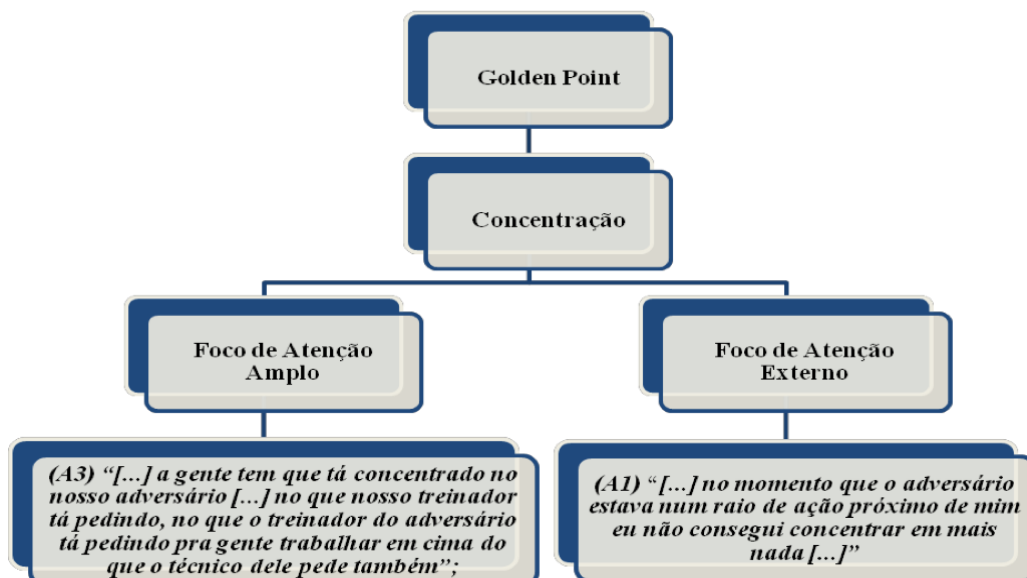 Golden Point
Concentração
Foco de Atenção
Amplo
Foco de Atenção
Externo
(A3) “[...] a gente tem que tá concentrado no
nosso adversário [...] no que nosso treinador
tá pedindo, no que o treinador do adversário
tá pedindo pra gente trabalhar em cima do
que o técnico dele pede também”;
(A1) “[...] no momento que o adversário
estava num raio de ação próximo de mim
eu não consegui concentrar em mais
nada [...]”